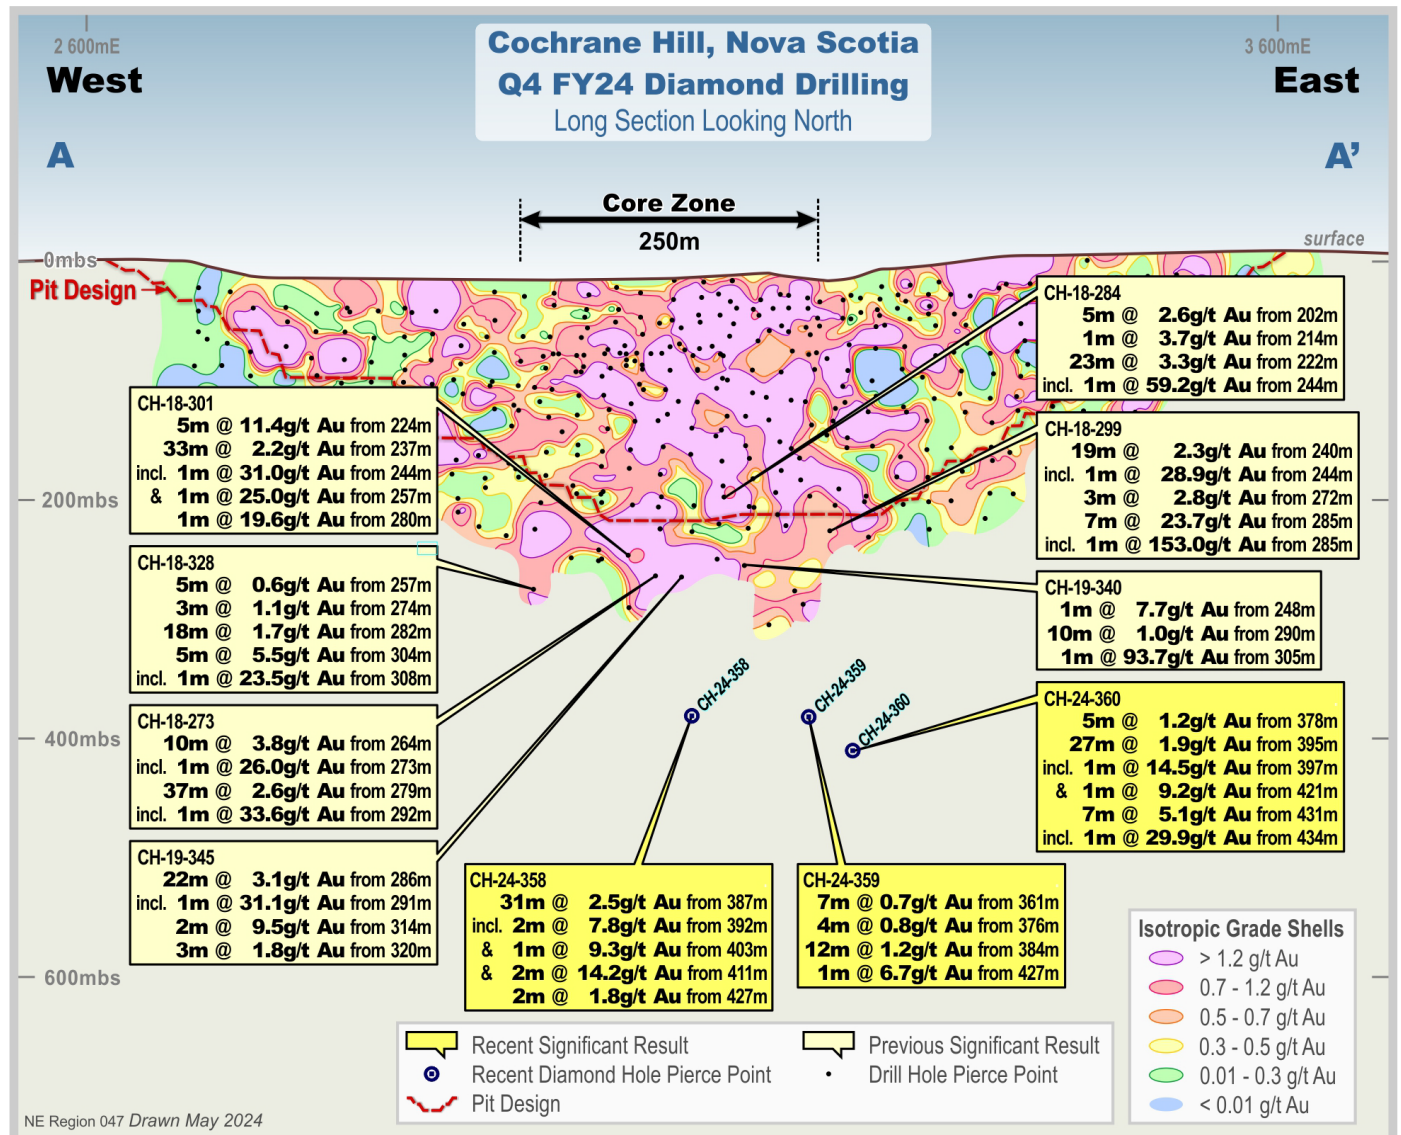 Cochrane Hill, Nova Scotia
Q4 FY24 Diamond Drilling
Long Section Looking North
2 600mE
3 600mE
West
East
A
A’
Core Zone
250m
surface
0mbs
Pit Design
200mbs
400mbs
600mbs
CH-18-301
5m @ 11.4g/t Au from 224m
33m @ 2.2g/t Au from 237m
incl. 1m @ 31.0g/t Au from 244m
& 1m @ 25.0g/t Au from 257m
1m @ 19.6g/t Au from 280m
CH-18-328
5m @ 0.6g/t Au from 257m
3m @ 1.1g/t Au from 274m
18m @ 1.7g/t Au from 282m
5m @ 5.5g/t Au from 304m
incl. 1m @ 23.5g/t Au from 308m
CH-18-273
10m @ 3.8g/t Au from 264m
incl. 1m @ 26.0g/t Au from 273m
37m @ 2.6g/t Au from 279m
incl. 1m @ 33.6g/t Au from 292m
CH-19-345
22m @ 3.1g/t Au from 286m
incl. 1m @ 31.1g/t Au from 291m
2m @ 9.5g/t Au from 314m
3m @ 1.8g/t Au from 320m
CH-18-284
5m @ 2.6g/t Au from 202m
1m @ 3.7g/t Au from 214m
23m @ 3.3g/t Au from 222m
incl. 1m @ 59.2g/t Au from 244m
CH-18-299
19m @ 2.3g/t Au from 240m
incl. 1m @ 28.9g/t Au from 244m
3m @ 2.8g/t Au from 272m
7m @ 23.7g/t Au from 285m
incl. 1m @ 153.0g/t Au from 285m
CH-19-340
1m @ 7.7g/t Au from 248m
10m @ 1.0g/t Au from 290m
1m @ 93.7g/t Au from 305m
CH-24-358
CH-24-359
CH-24-360
CH-24-360
5m @ 1.2g/t Au from 378m
27m @ 1.9g/t Au from 395m
incl. 1m @ 14.5g/t Au from 397m
& 1m @ 9.2g/t Au from 421m
7m @ 5.1g/t Au from 431m
incl. 1m @ 29.9g/t Au from 434m
CH-24-358
31m @ 2.5g/t Au from 387m
incl. 2m @ 7.8g/t Au from 392m
& 1m @ 9.3g/t Au from 403m
& 2m @ 14.2g/t Au from 411m
2m @ 1.8g/t Au from 427m
CH-24-359
7m @ 0.7g/t Au from 361m
4m @ 0.8g/t Au from 376m
12m @ 1.2g/t Au from 384m
1m @ 6.7g/t Au from 427m
Isotropic Grade Shells
> 1.2 g/t Au
0.7 - 1.2 g/t Au
0.5 - 0.7 g/t Au
0.3 - 0.5 g/t Au
0.01 - 0.3 g/t Au
< 0.01 g/t Au
Recent Significant Result
Previous Significant Result
Recent Diamond Hole Pierce Point
Drill Hole Pierce Point
Pit Design
NE Region 047 Drawn May 2024